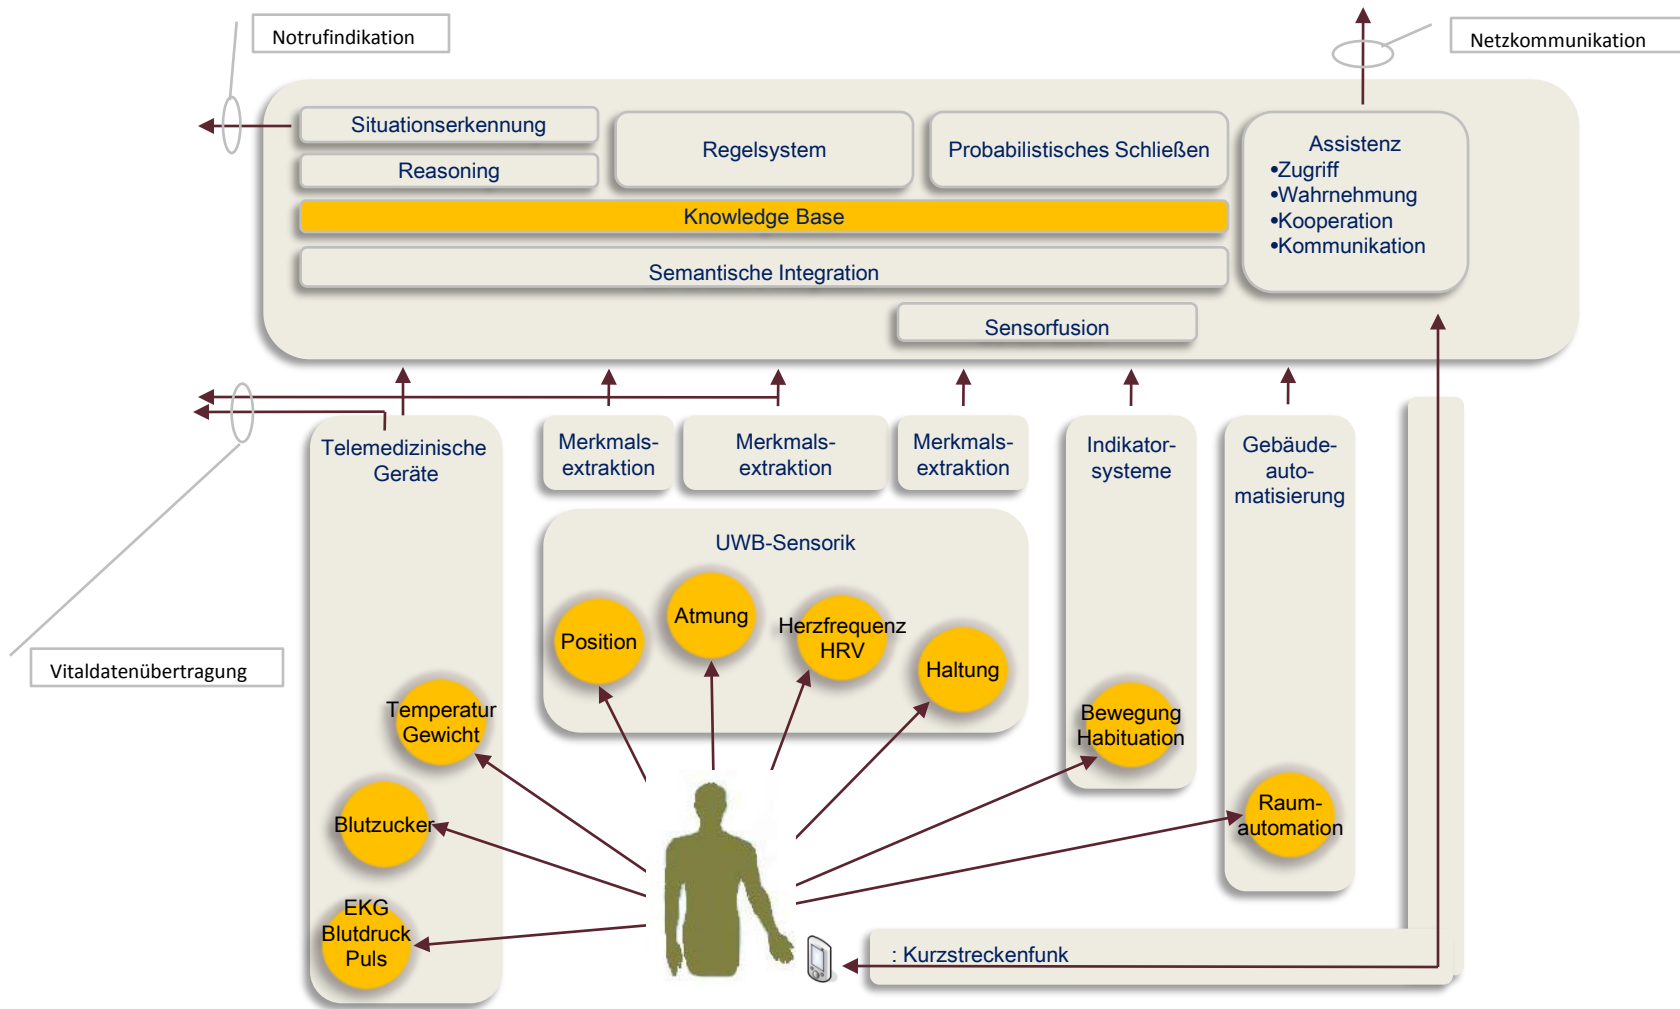 Notrufindikation
Netzkommunikation
Situationserkennung
Reasoning
Regelsystem
Probabilistisches Schließen
Assistenz
•Zugriff
•Wahrnehmung
•Kooperation
•Kommunikation
Knowledge Base
Semantische Integration
Sensorfusion
Telemedizinische
Geräte
Merkmals-
extraktion
Merkmals-
extraktion
Merkmals-
extraktion
Indikator-
systeme
Gebäude-
auto-
matisierung
UWB-Sensorik
Position
Atmung
Herzfrequenz
HRV
Haltung
Vitaldatenübertragung
Temperatur
Gewicht
Bewegung
Habituation
Blutzucker
Raum-
automation
EKG
Blutdruck
Puls
: Kurzstreckenfunk